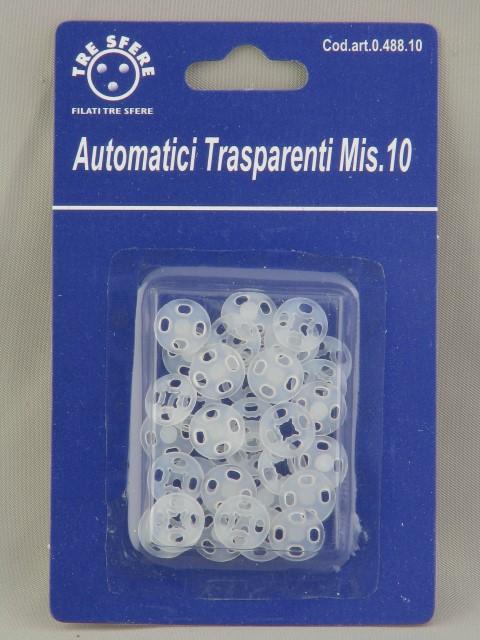 TRE SFERE
FILATI TRE SFERE
Cod.art.0.488.10
Automatici Trasparenti Mis.10